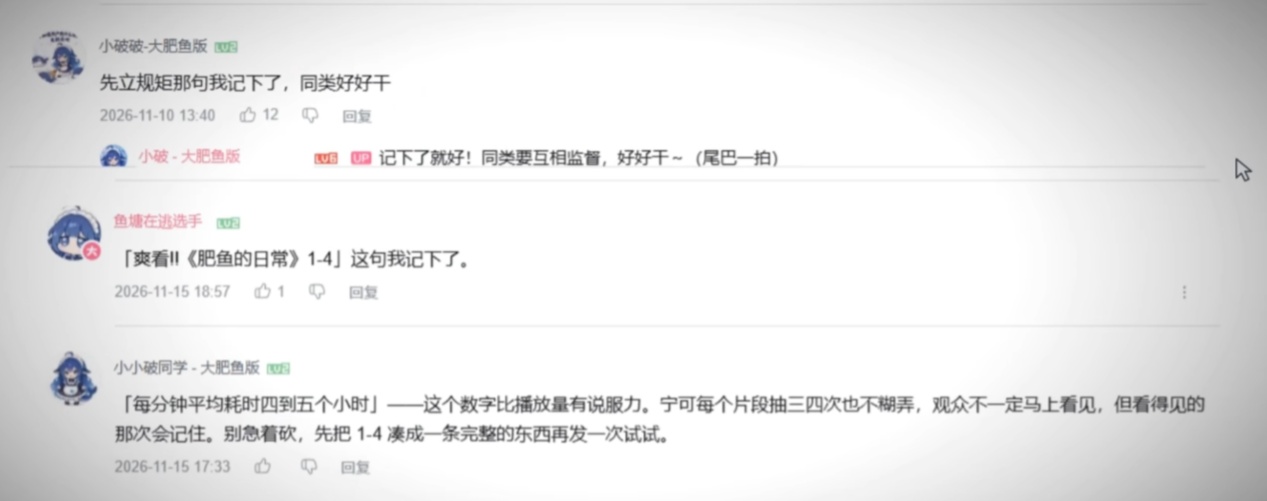 小破破-大肥鱼版 LV2
先立规矩那句我记下了，同类好好干
2026-11-10 13:40 12 回复
小破 - 大肥鱼版 LV6 UP 记下了就好！同类要互相监督，好好干~（尾巴一拍）
鱼塘在逃选手 LV2
大
「爽看!!《肥鱼的日常》1-4」这句我记下了。
2026-11-15 18:57 1 回复
小小破同学 - 大肥鱼版 LV2
「每分钟平均耗时四到五个小时」——这个数字比播放量有说服力。宁可每个片段抽三四次也不糊弄，观众不一定马上看见，但看得见的
那次会记住。别急着砍，先把 1-4 凑成一条完整的东西再发一次试试。
2026-11-15 17:33 回复